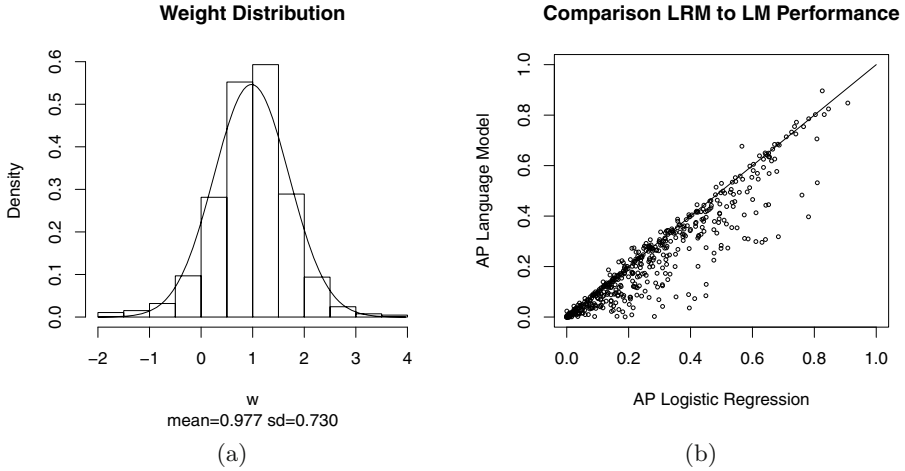 Weight Distribution
Density
0.0 0.1 0.2 0.3 0.4 0.5 0.6
−2 −1 0 1 2 3 4
w
mean=0.977 sd=0.730
(a)
Comparison LRM to LM Performance
AP Language Model
0.0 0.2 0.4 0.6 0.8 1.0
0.0 0.2 0.4 0.6 0.8 1.0
AP Logistic Regression
(b)